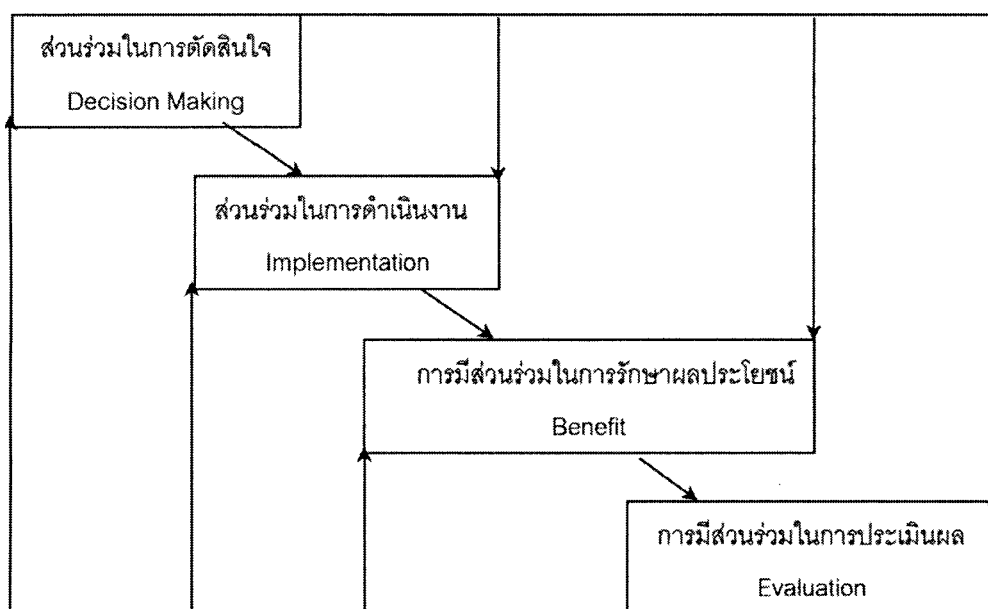 ส่วนร่วมในการตัดสินใจ
Decision Making
ส่วนร่วมในการดำเนินงาน
Implementation
การมีส่วนร่วมในการรักษาผลประโยชน์
Benefit
การมีส่วนร่วมในการประเมินผล
Evaluation